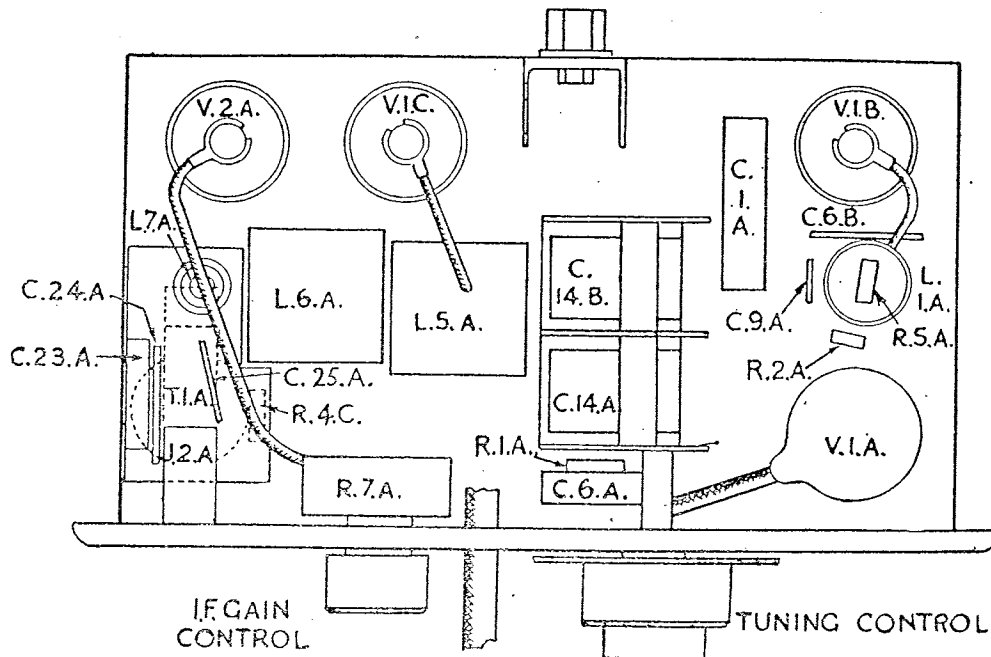 V.2.A.
V.1.C.
V.1.B.
C.
1.
A.
C.6.B.
L.7.A.
L.6.A.
L.5.A.
C.
14.B.
L.
1.A.
C.9.A.
R.5.A.
C.24.A
C.23.A.
R.2.A.
C.25.A.
T.1.A.
R.4.C.
C.14.A
J.2.A
R.1.A.
V.1.A.
R.7.A.
C.6.A.
I.F. GAIN
CONTROL
TUNING CONTROL